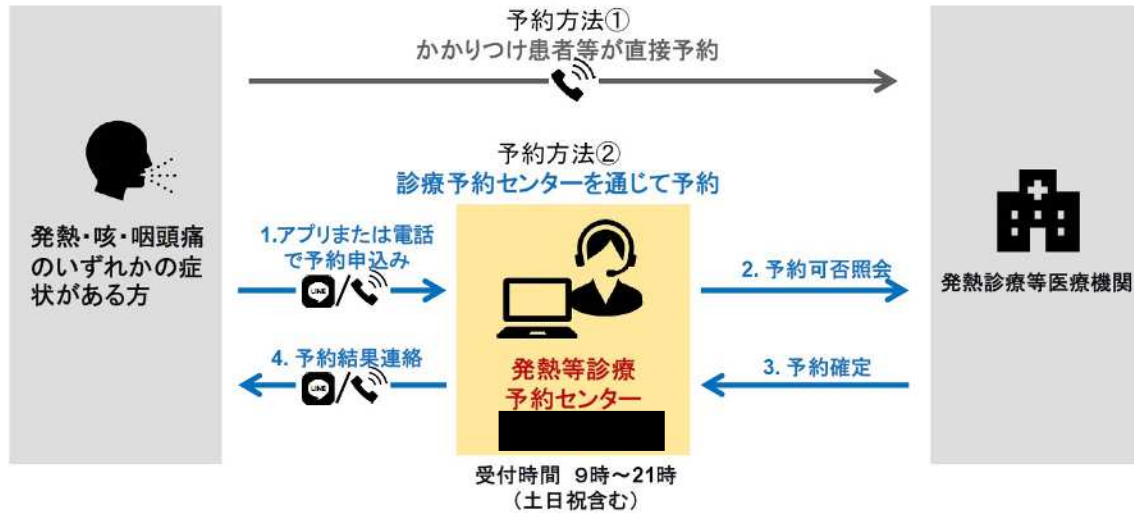 予約方法①
かかりつけ患者等が直接予約
発熱・咳・咽頭痛
のいずれかの症
状がある方
予約方法②
診療予約センターを通じて予約
1.アプリまたは電話
で予約申込み
LINE
4. 予約結果連絡
LINE
発熱等診療
予約センター
受付時間 9時～21時
（土日祝含む）
2. 予約可否照会
3. 予約確定
発熱診療等医療機関